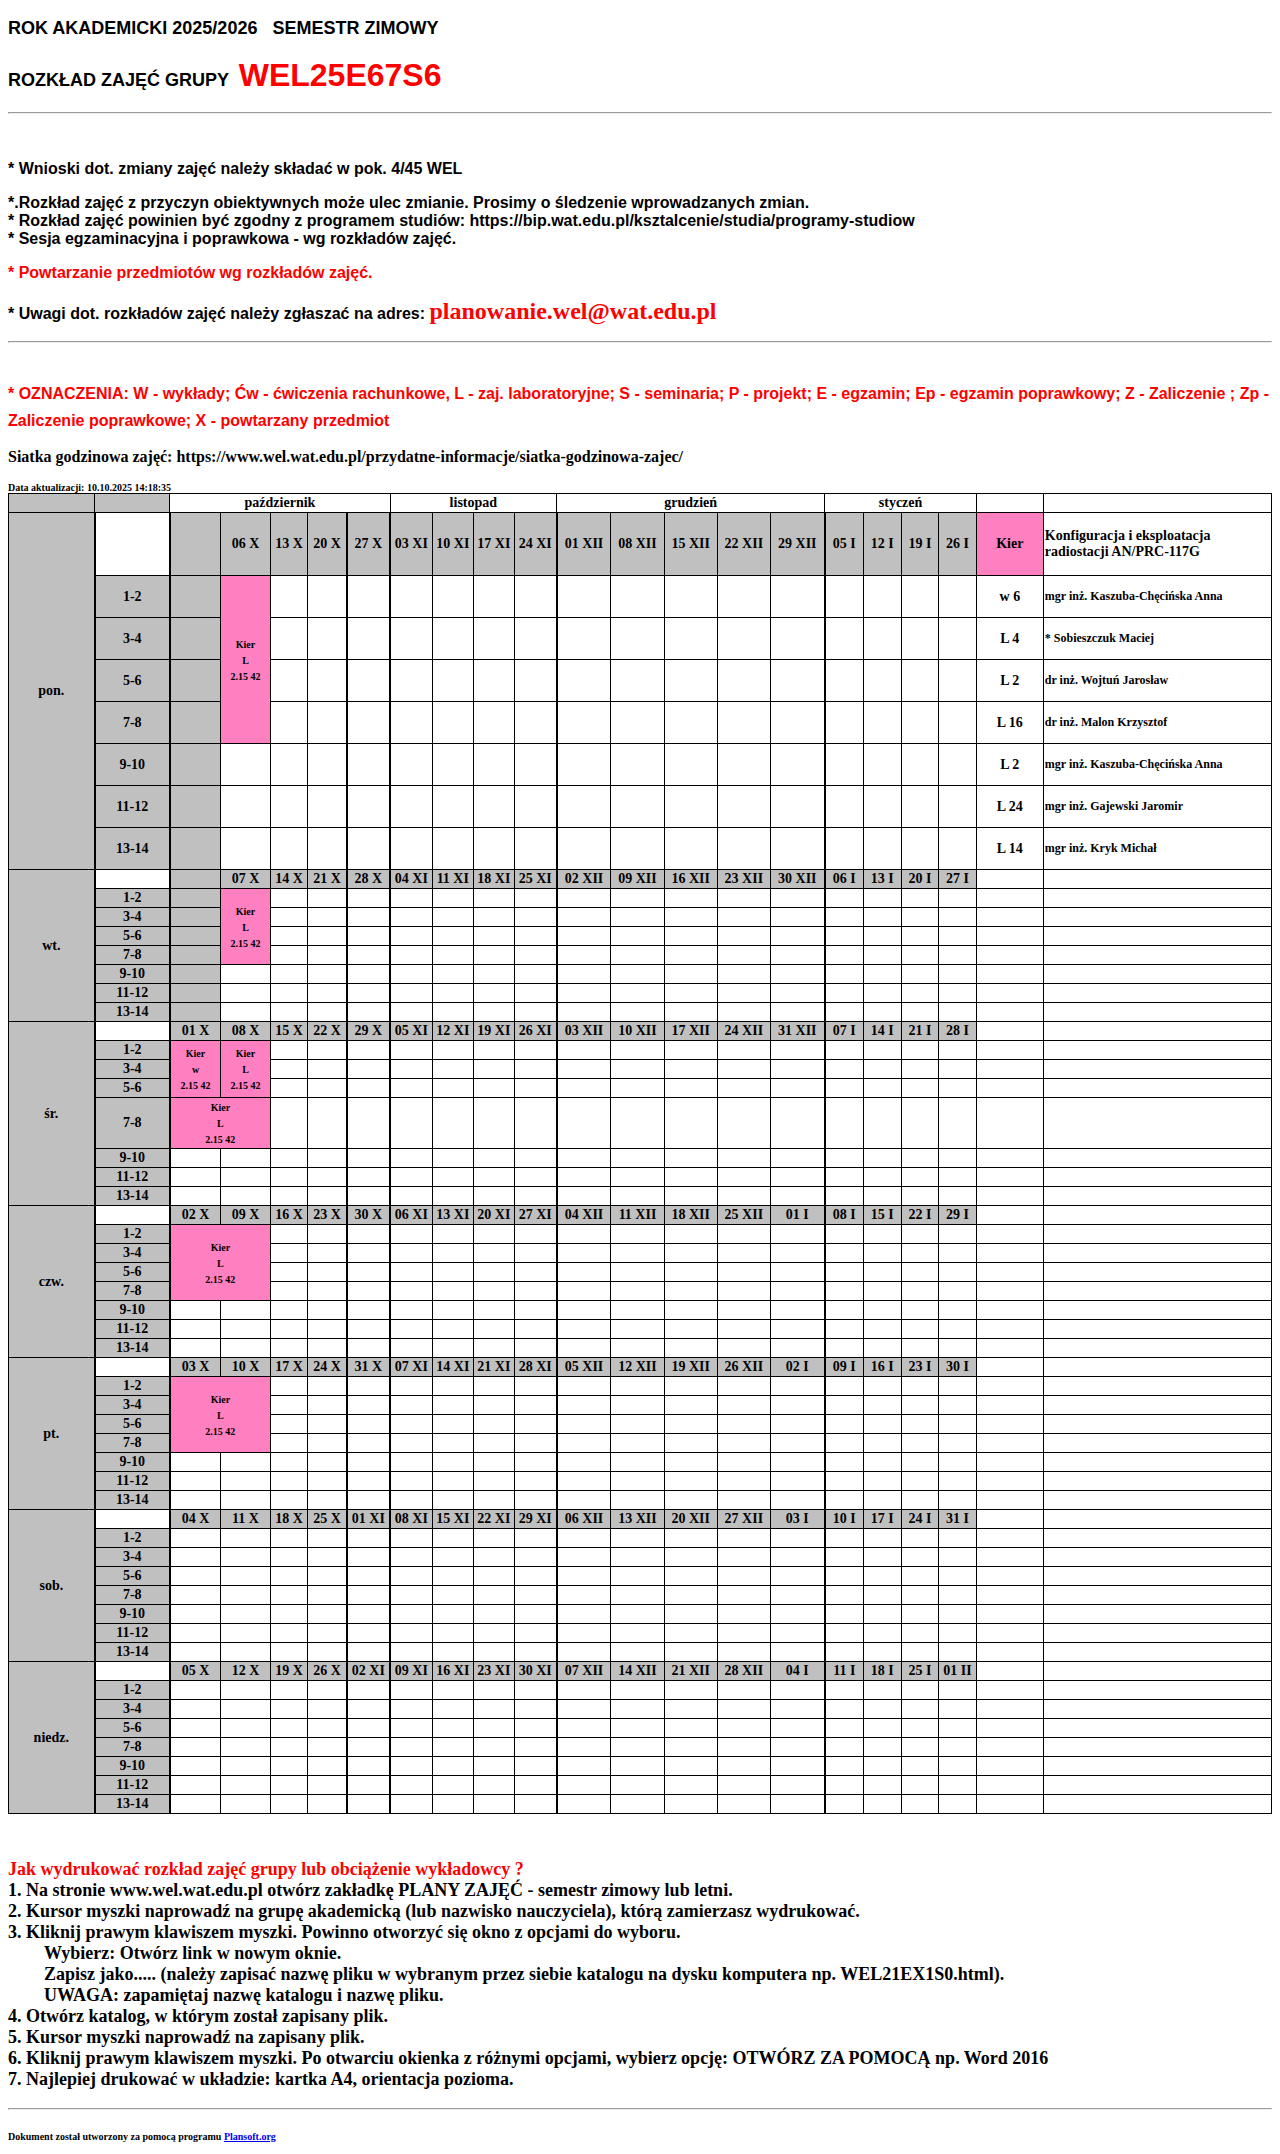 ROK AKADEMICKI 2025/2026 SEMESTR ZIMOWY
ROZKŁAD ZAJĘĆ GRUPY WEL25E67S6
* Wnioski dot. zmiany zajęć należy składać w pok. 4/45 WEL
*.Rozkład zajęć z przyczyn obiektywnych może ulec zmianie. Prosimy o śledzenie wprowadzanych zmian.
* Rozkład zajęć powinien być zgodny z programem studiów: https://bip.wat.edu.pl/ksztalcenie/studia/programy-studiow
* Sesja egzaminacyjna i poprawkowa - wg rozkładów zajęć.
* Powtarzanie przedmiotów wg rozkładów zajęć.
* Uwagi dot. rozkładów zajęć należy zgłaszać na adres: planowanie.wel@wat.edu.pl
* OZNACZENIA: W - wykłady; Ćw - ćwiczenia rachunkowe, L - zaj. laboratoryjne; S - seminaria; P - projekt; E - egzamin; Ep - egzamin poprawkowy; Z - Zaliczenie ; Zp -
Zaliczenie poprawkowe; X - powtarzany przedmiot
Siatka godzinowa zajęć: https://www.wel.wat.edu.pl/przydatne-informacje/siatka-godzinowa-zajec/
Data aktualizacji: 10.10.2025 14:18:35
październik listopad grudzień styczeń
pon. 06 X 13 X 20 X 27 X 03 XI 10 XI 17 XI 24 XI 01 XII 08 XII 15 XII 22 XII 29 XII 05 I 12 I 19 I 26 I Kier Konfiguracja i eksploatacja
radiostacji AN/PRC-117G
1-2 w 6 mgr inż. Kaszuba-Chęcińska Anna
3-4 L 4 * Sobieszczuk Maciej
Kier
L
2.15 42
5-6 L 2 dr inż. Wojtuń Jarosław
7-8 L 16 dr inż. Malon Krzysztof
9-10 L 2 mgr inż. Kaszuba-Chęcińska Anna
11-12 L 24 mgr inż. Gajewski Jaromir
13-14 L 14 mgr inż. Kryk Michał
wt. 07 X 14 X 21 X 28 X 04 XI 11 XI 18 XI 25 XI 02 XII 09 XII 16 XII 23 XII 30 XII 06 I 13 I 20 I 27 I
1-2
3-4
5-6
7-8
Kier
L
2.15 42
9-10
11-12
13-14
śr. 01 X 08 X 15 X 22 X 29 X 05 XI 12 XI 19 XI 26 XI 03 XII 10 XII 17 XII 24 XII 31 XII 07 I 14 I 21 I 28 I
1-2 Kier Kier
3-4 w L
5-6 2.15 42 2.15 42
7-8
Kier
L
2.15 42
9-10
11-12
13-14
czw. 02 X 09 X 16 X 23 X 30 X 06 XI 13 XI 20 XI 27 XI 04 XII 11 XII 18 XII 25 XII 01 I 08 I 15 I 22 I 29 I
1-2
3-4
5-6
7-8
Kier
L
2.15 42
9-10
11-12
13-14
pt. 03 X 10 X 17 X 24 X 31 X 07 XI 14 XI 21 XI 28 XI 05 XII 12 XII 19 XII 26 XII 02 I 09 I 16 I 23 I 30 I
1-2
3-4
5-6
7-8
Kier
L
2.15 42
9-10
11-12
13-14
sob. 04 X 11 X 18 X 25 X 01 XI 08 XI 15 XI 22 XI 29 XI 06 XII 13 XII 20 XII 27 XII 03 I 10 I 17 I 24 I 31 I
1-2
3-4
5-6
7-8
9-10
11-12
13-14
niedz. 05 X 12 X 19 X 26 X 02 XI 09 XI 16 XI 23 XI 30 XI 07 XII 14 XII 21 XII 28 XII 04 I 11 I 18 I 25 I 01 II
1-2
3-4
5-6
7-8
9-10
11-12
13-14
Jak wydrukować rozkład zajęć grupy lub obciążenie wykładowcy ?
1. Na stronie www.wel.wat.edu.pl otwórz zakładkę PLANY ZAJĘĆ - semestr zimowy lub letni.
2. Kursor myszki naprowadź na grupę akademicką (lub nazwisko nauczyciela), którą zamierzasz wydrukować.
3. Kliknij prawym klawiszem myszki. Powinno otworzyć się okno z opcjami do wyboru.
Wybierz: Otwórz link w nowym oknie.
Zapisz jako..... (należy zapisać nazwę pliku w wybranym przez siebie katalogu na dysku komputera np. WEL21EX1S0.html).
UWAGA: zapamiętaj nazwę katalogu i nazwę pliku.
4. Otwórz katalog, w którym został zapisany plik.
5. Kursor myszki naprowadź na zapisany plik.
6. Kliknij prawym klawiszem myszki. Po otwarciu okienka z różnymi opcjami, wybierz opcję: OTWÓRZ ZA POMOCĄ np. Word 2016
7. Najlepiej drukować w układzie: kartka A4, orientacja pozioma.
Dokument został utworzony za pomocą programu Plansoft.org